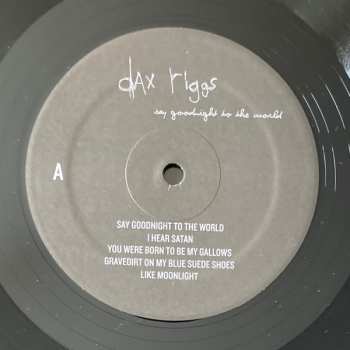 dAx riggs
say goodnight to the world
A
SAY GOODNIGHT TO THE WORLD
I HEAR SATAN
YOU WERE BORN TO BE MY GALLOWS
GRAVEDIRT ON MY BLUE SUEDE SHOES
LIKE MOONLIGHT